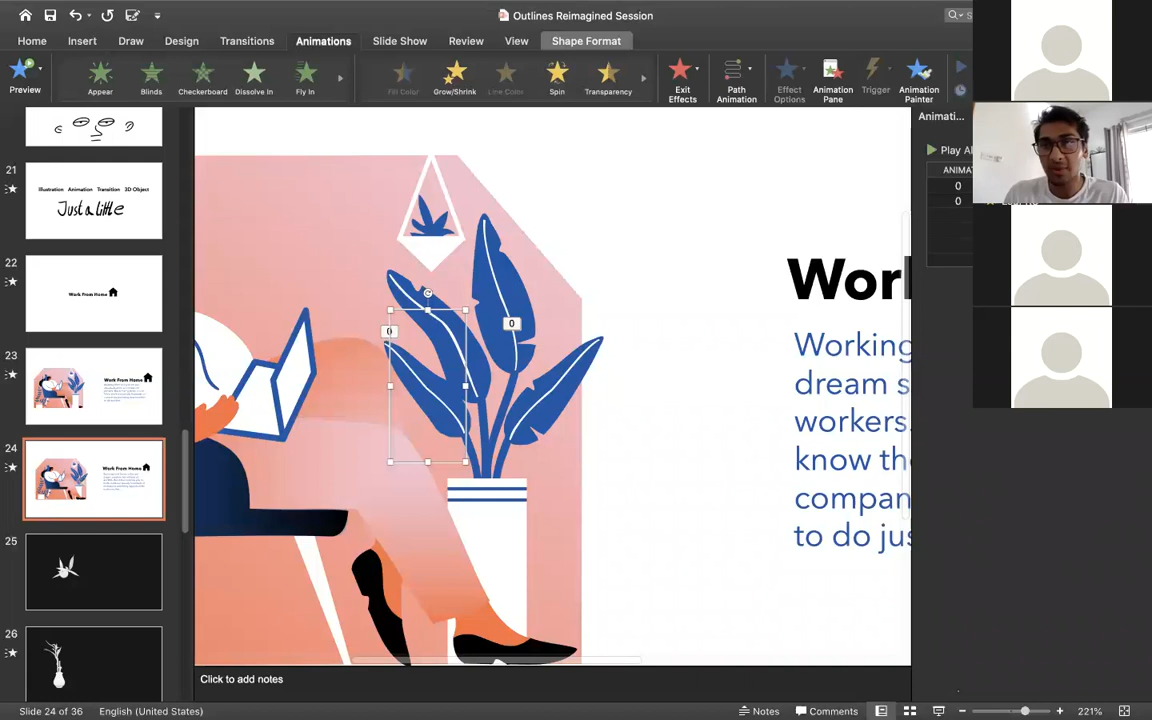 Outlines Reimagined Session
Home Insert Draw Design Transitions Animations Slide Show Review View Shape Format
Preview Appear Blinds Checkerboard Dissolve In Fly In Fill Color Grow/Shrink Line Color Spin Transparency Exit Effects Path Animation Effect Options Animation Pane Trigger Animation Painter
Animati...
Play Al
ANIMA
0
0
21
Illustration Animation Transition 3D Object
Just a little
22
Work From Home
23
Work From Home
24
Work From Home
25
26
0
0
Work
Working
dream s
workers.
know th
compan
to do jus
Click to add notes
Slide 24 of 36 English (United States) Notes Comments 221%